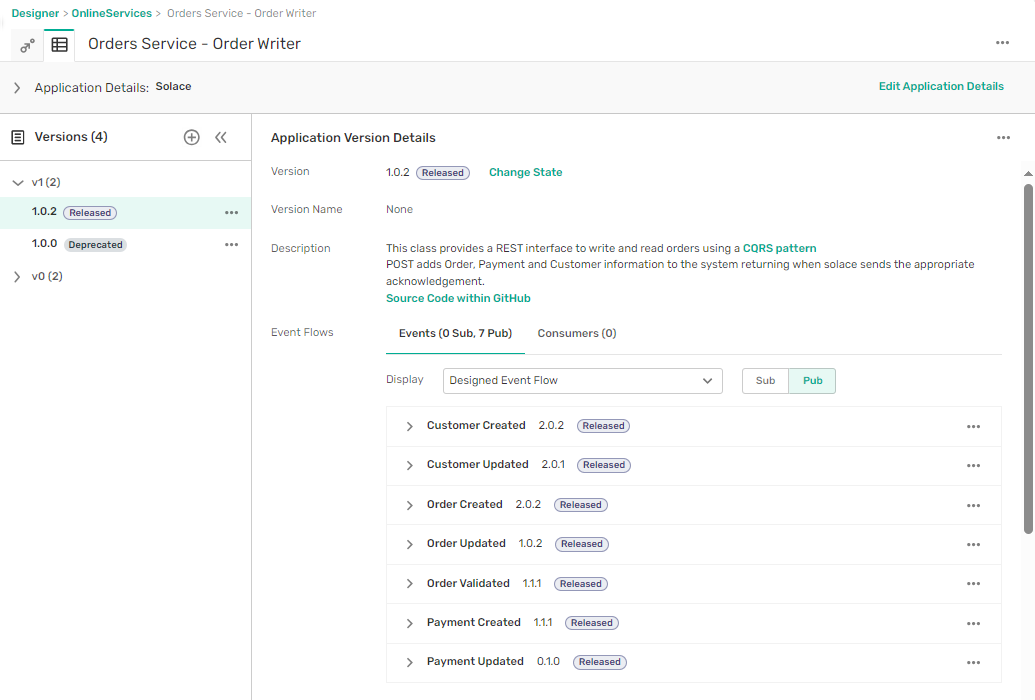 Designer > OnlineServices > Orders Service - Order Writer
Orders Service - Order Writer
Application Details: Solace
Edit Application Details
Versions (4)
v1 (2)
1.0.2 Released
1.0.0 Deprecated
v0 (2)
Application Version Details
Version 1.0.2 Released Change State
Version Name None
Description This class provides a REST interface to write and read orders using a CQRS pattern
POST adds Order, Payment and Customer information to the system returning when solace sends the appropriate
acknowledgement.
Source Code within GitHub
Event Flows Events (0 Sub, 7 Pub) Consumers (0)
Display Designed Event Flow Sub Pub
Customer Created 2.0.2 Released
Customer Updated 2.0.1 Released
Order Created 2.0.2 Released
Order Updated 1.0.2 Released
Order Validated 1.1.1 Released
Payment Created 1.1.1 Released
Payment Updated 0.1.0 Released